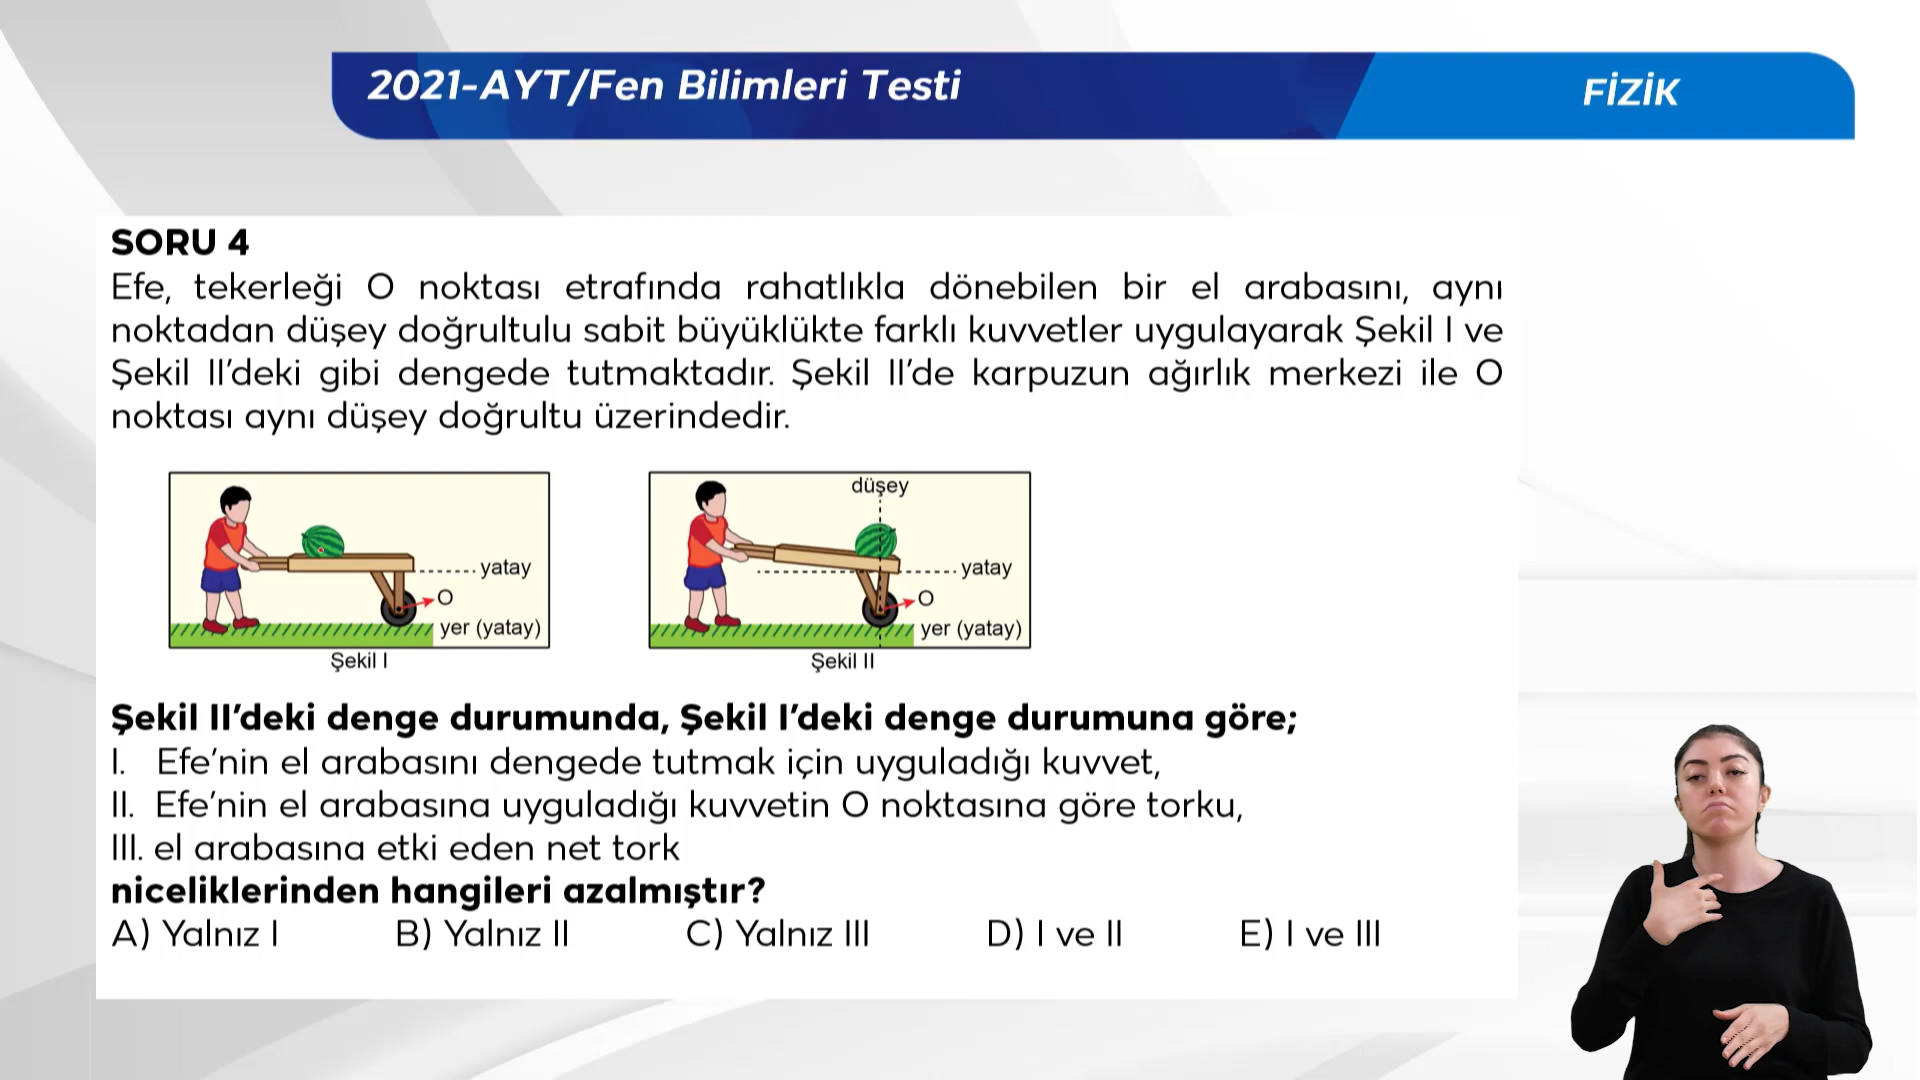 2021-AYT/Fen Bilimleri Testi
FİZİK
SORU 4
Efe, tekerleği O noktası etrafında rahatlıkla dönebilen bir el arabasını, aynı
noktadan düşey doğrultulu sabit büyüklükte farklı kuvvetler uygulayarak Şekil I ve
Şekil II’deki gibi dengede tutmaktadır. Şekil II’de karpuzun ağırlık merkezi ile O
noktası aynı düşey doğrultu üzerindedir.
yatay
O
yer (yatay)
Şekil I
düşey
yatay
O
yer (yatay)
Şekil II
Şekil II’deki denge durumunda, Şekil I’deki denge durumuna göre;
I. Efe’nin el arabasını dengede tutmak için uyguladığı kuvvet,
II. Efe’nin el arabasına uyguladığı kuvvetin O noktasına göre torku,
III. el arabasına etki eden net tork
niceliklerinden hangileri azalmıştır?
A) Yalnız I B) Yalnız II C) Yalnız III D) I ve II E) I ve III